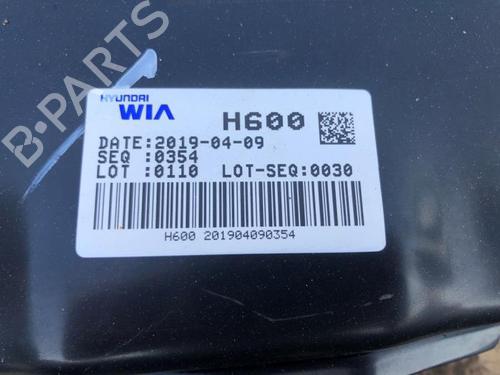 B-PARTS
HYUNDAI
WIA
H600
DATE:2019-04-09
SEQ :0354
LOT :0110 LOT-SEQ:0030
H600 201904090354